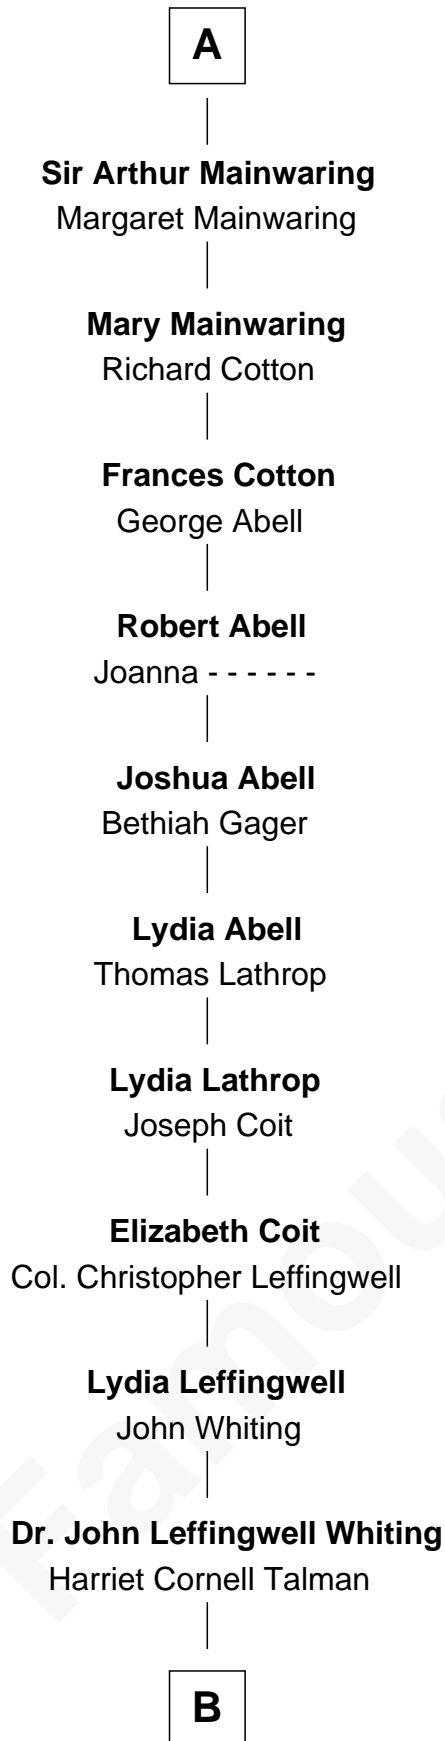 A
Sir Arthur Mainwaring
Margaret Mainwaring
Mary Mainwaring
Richard Cotton
Frances Cotton
George Abell
Robert Abell
Joanna - - - - - -
Joshua Abell
Bethiah Gager
Lydia Abell
Thomas Lathrop
Lydia Lathrop
Joseph Coit
Elizabeth Coit
Col. Christopher Leffingwell
Lydia Leffingwell
John Whiting
Dr. John Leffingwell Whiting
Harriet Cornell Talman
B
Famous